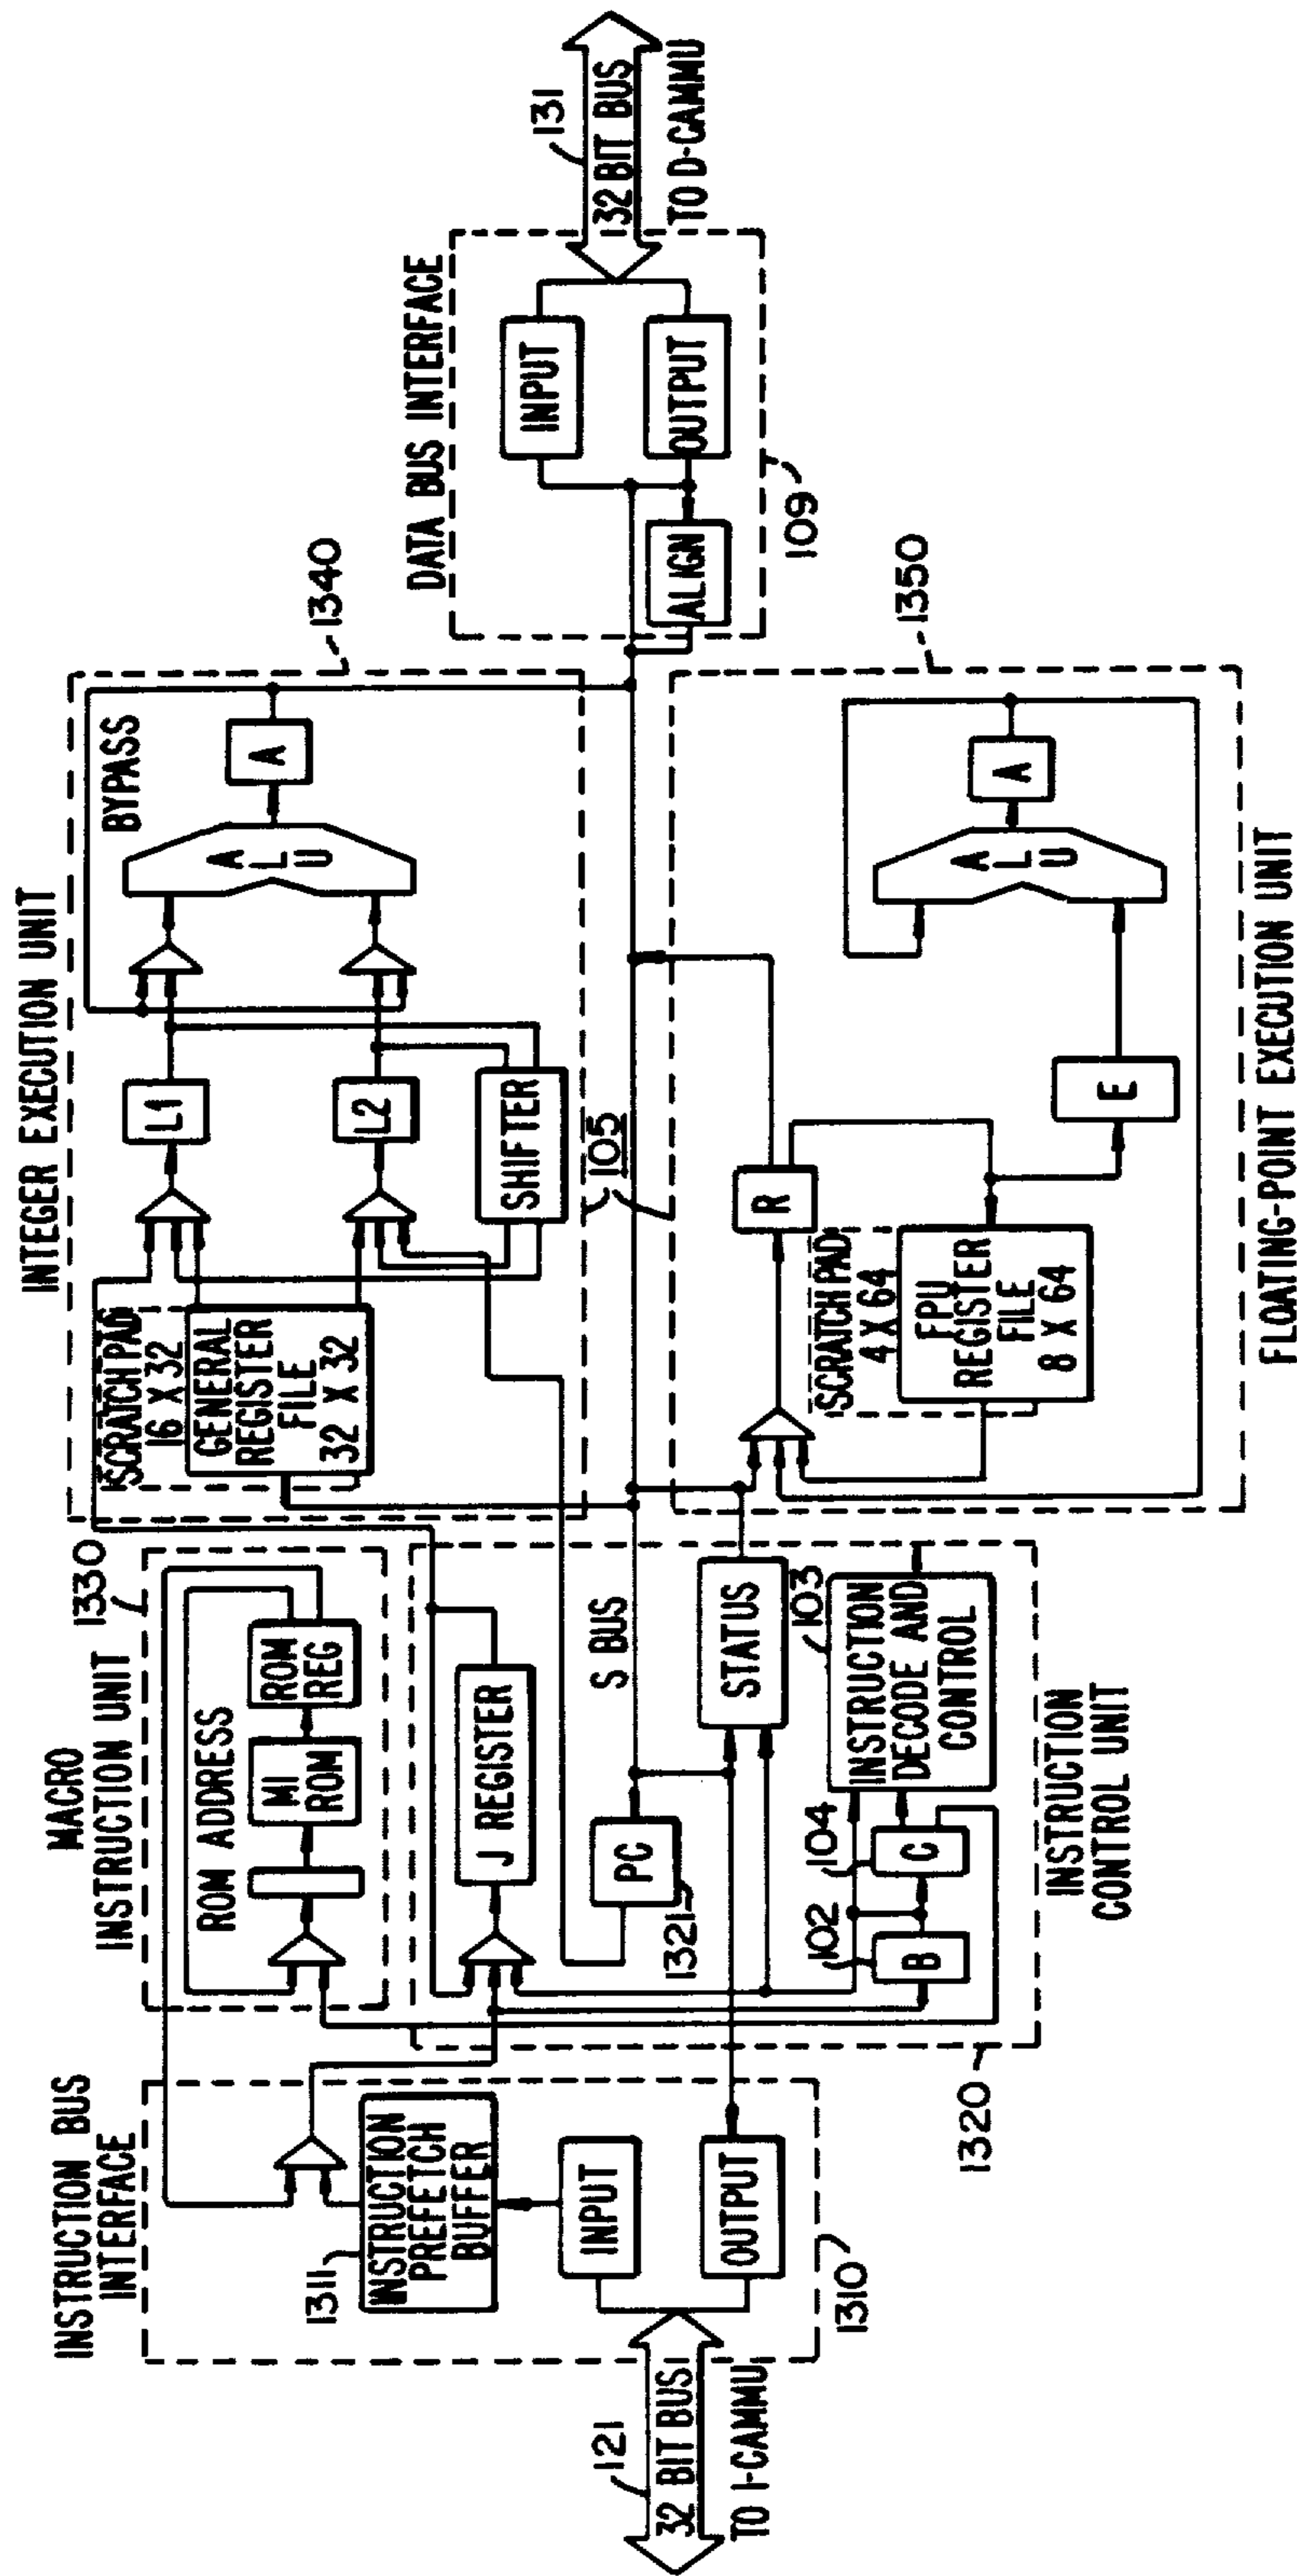 INSTRUCTION BUS
INTERFACE
121
32 BIT BUS
TO I-CAMMU
1311
INSTRUCTION
PREFETCH
BUFFER
INPUT
OUTPUT
1310
MACRO
INSTRUCTION UNIT
1330
ROM ADDRESS
MI
ROM
ROM
REG
J REGISTER
PC
1321
S BUS
STATUS
102
B
104
C
103
INSTRUCTION
DECODE AND
CONTROL
1320
INSTRUCTION
CONTROL UNIT
INTEGER EXECUTION UNIT
1340
SCRATCH PAD
16 X 32
GENERAL
REGISTER
FILE
32 X 32
L1
L2
SHIFTER
BYPASS
ALU
A
105
R
SCRATCH PAD
4 X 64
FPU
REGISTER
FILE
8 X 64
E
ALU
A
1350
FLOATING-POINT EXECUTION UNIT
DATA BUS INTERFACE
INPUT
OUTPUT
ALIGN
109
131
32 BIT BUS
TO D-CAMMU